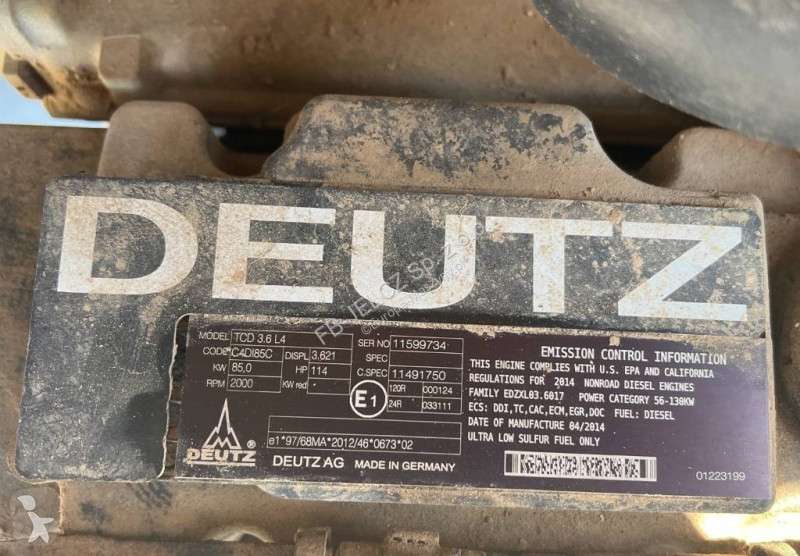 DEUTZ
MODEL TCD 3.6 L4
CODE C4DI85C DISPL 3,621
KW 85,0 HP 114
RPM 2000 KW red -
SER NO 11599734
SPEC
C.SPEC 11491750
E1 120R 000124
24R 033111
e1*97/68MA*2012/46*0673*02
DEUTZ ®
DEUTZ AG MADE IN GERMANY
EMISSION CONTROL INFORMATION
THIS ENGINE COMPLIES WITH U.S. EPA AND CALIFORNIA
REGULATIONS FOR 2014 NONROAD DIESEL ENGINES
FAMILY EDZXL03.6017 POWER CATEGORY 56-130KW
ECS: DDI,TC,CAC,ECM,EGR,DOC FUEL: DIESEL
DATE OF MANUFACTURE 04/2014
ULTRA LOW SULFUR FUEL ONLY
01223199
FB-JELCZ Sp. z o.o.